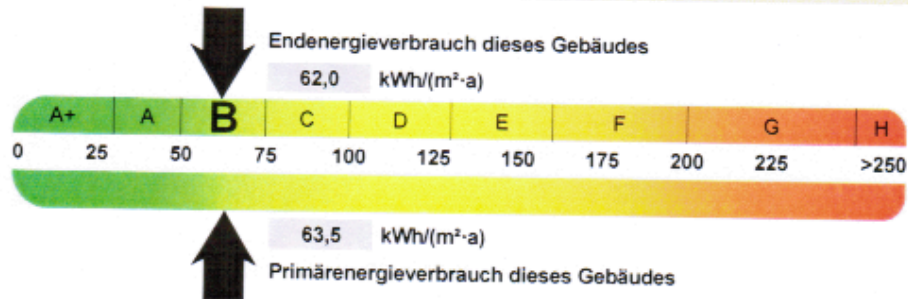 Endenergieverbrauch dieses Gebäudes
62,0 kWh/(m²·a)
A+ A B C D E F G H
0 25 50 75 100 125 150 175 200 225 >250
63,5 kWh/(m²·a)
Primärenergieverbrauch dieses Gebäudes